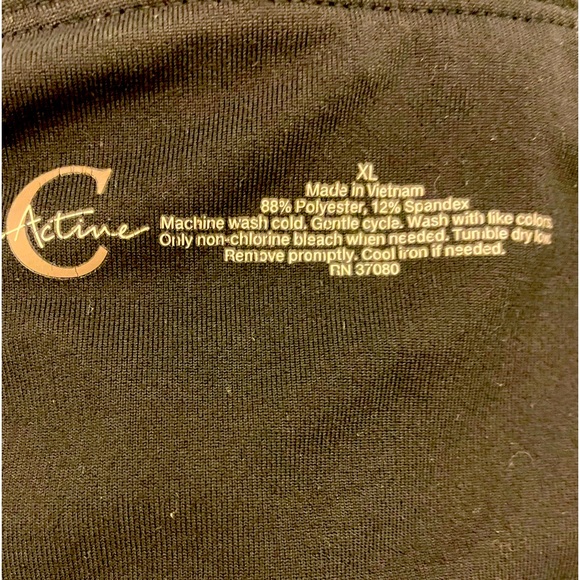 C
Active
XL
Made in Vietnam
88% Polyester, 12% Spandex
Machine wash cold. Gentle cycle. Wash with like colors.
Only non-chlorine bleach when needed. Tumble dry low.
Remove promptly. Cool iron if needed.
RN 37080